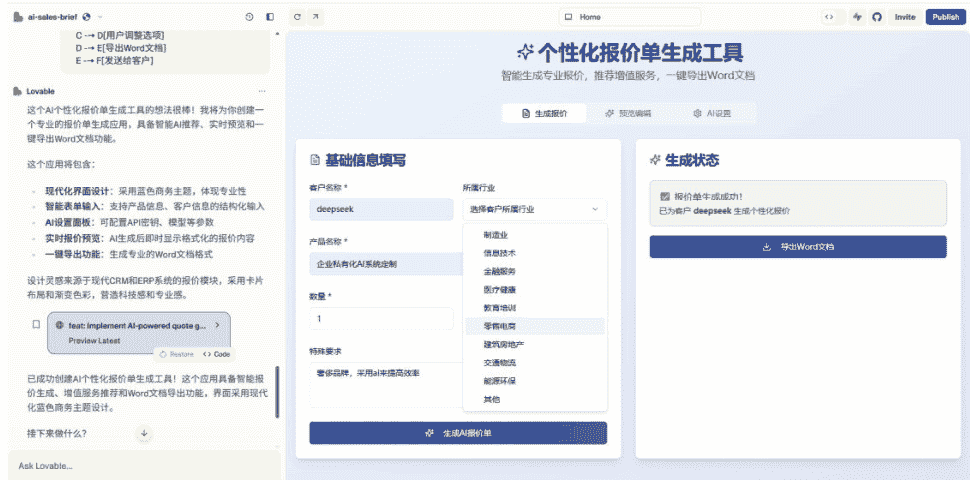 ai-sales-brief
Home
Invite
Publish
C --> D[用户调整选项]
D --> E[导出Word文档]
E --> F[发送给客户]
Lovable
这个AI个性化报价单生成工具的想法很棒！我将为你创建一
个专业的报价单生成应用，具备智能AI推荐、实时预览和一
键导出Word文档功能。
这个应用将包含：
现代化界面设计：采用蓝色商务主题，体现专业性
智能表单输入：支持产品信息、客户信息的结构化输入
AI设置面板：可配置API密钥、模型等参数
实时报价预览：AI生成后即时显示格式化的报价内容
一键导出功能：生成专业的Word文档格式
设计灵感来源于现代CRM和ERP系统的报价模块，采用卡片
布局和渐变色彩，营造科技感和专业感。
feat: implement AI-powered quote g...
Preview Latest
Restore
Code
已成功创建AI个性化报价单生成工具！这个应用具备智能报
价生成、增值服务推荐和Word文档导出功能，界面采用现代
化蓝色商务主题设计。
接下来做什么？
Ask Lovable...
个性化报价单生成工具
智能生成专业报价，推荐增值服务，一键导出Word文档
生成报价
预览编辑
AI设置
基础信息填写
客户名称 *
所属行业
deepseek
选择客户所属行业
产品名称 *
企业私有化AI系统定制
数量 *
1
特殊要求
奢侈品牌，采用ai来提高效率
制造业
信息技术
金融服务
医疗健康
教育培训
零售电商
建筑房地产
交通物流
能源环保
其他
生成AI报价单
生成状态
报价单生成成功！
已为客户 deepseek 生成个性化报价
导出Word文档